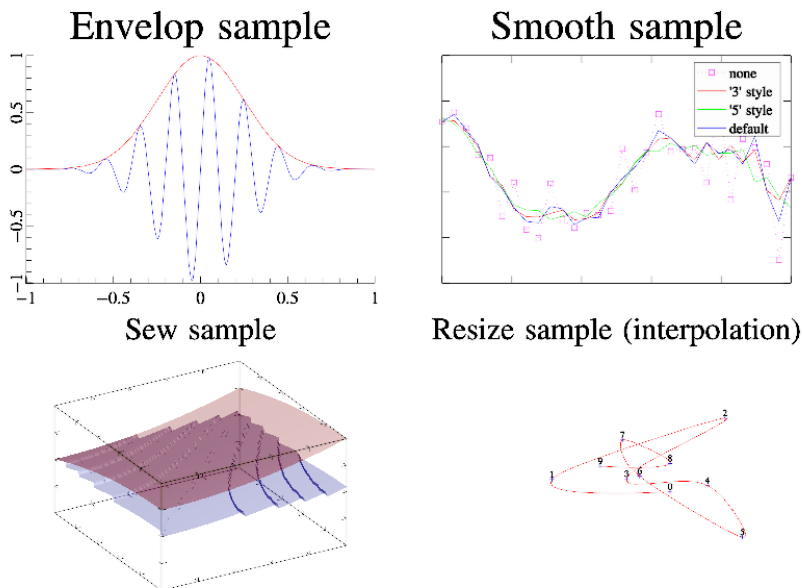 Envelop sample
Smooth sample
1
0.5
0
−0.5
−1
−1
−0.5
0
0.5
1
none
'3' style
'5' style
default
Sew sample
Resize sample (interpolation)
2
7
9
8
1
3
6
0
4
5